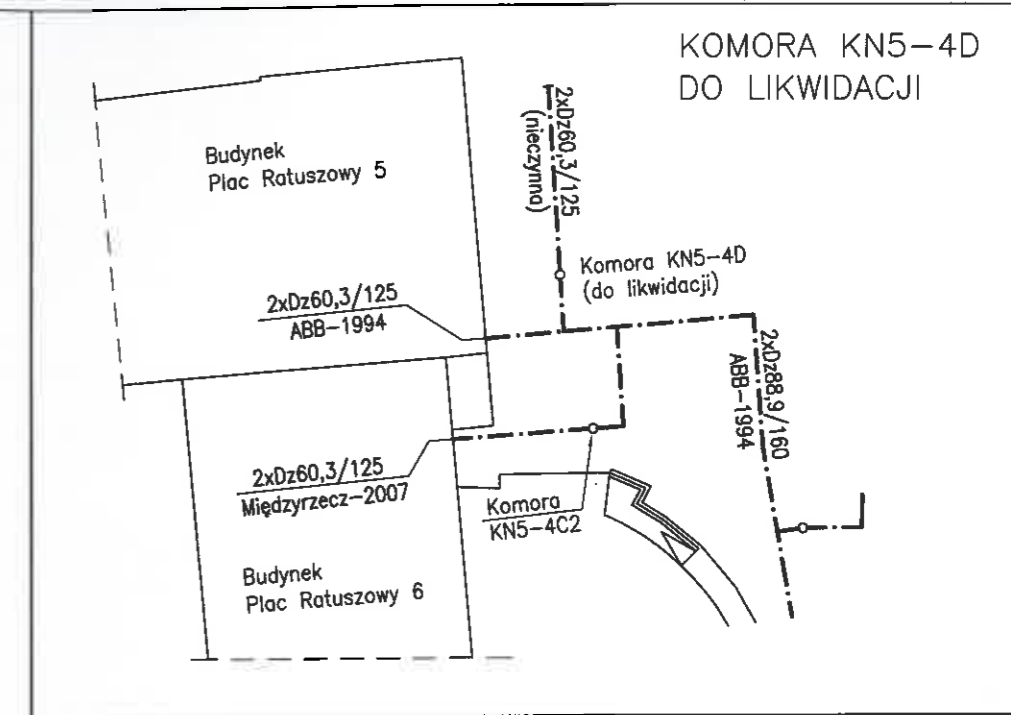 KOMORA KN5-4D
DO LIKWIDACJI
Budynek
Plac Ratuszowy 5
2xDz60,3/125
(nieczynna)
Komora KN5-4D
(do likwidacji)
2xDz60,3/125
ABB-1994
2xDz88,9/160
ABB-1994
2xDz60,3/125
Międzyrzecz-2007
Komora
KN5-4C2
Budynek
Plac Ratuszowy 6